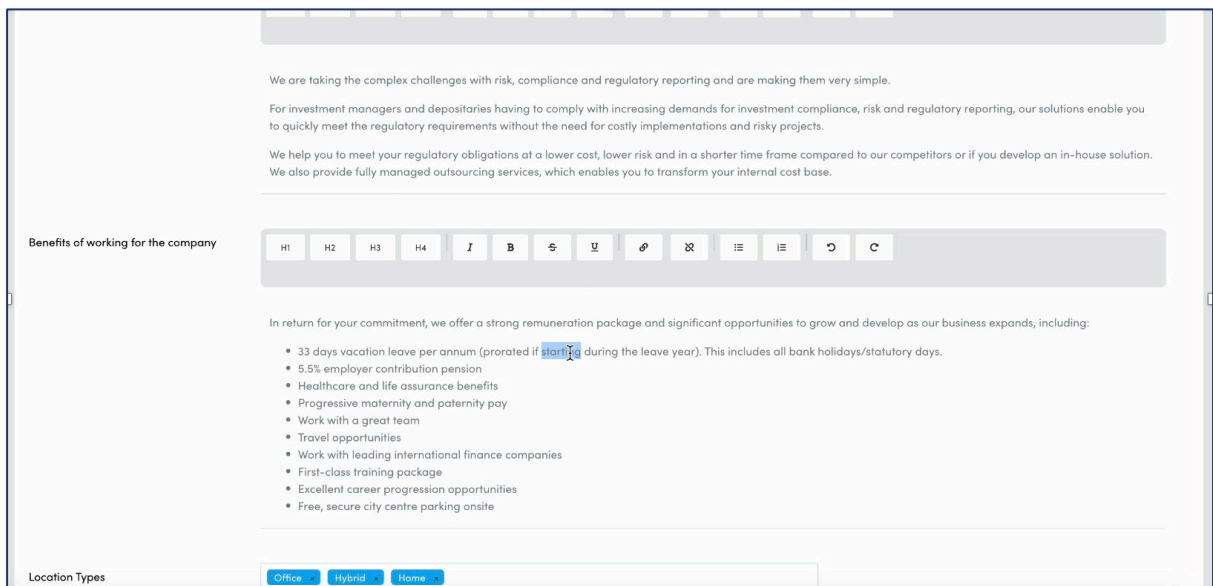 We are taking the complex challenges with risk, compliance and regulatory reporting and are making them very simple.
For investment managers and depositaries having to comply with increasing demands for investment compliance, risk and regulatory reporting, our solutions enable you
to quickly meet the regulatory requirements without the need for costly implementations and risky projects.
We help you to meet your regulatory obligations at a lower cost, lower risk and in a shorter time frame compared to our competitors or if you develop an in-house solution.
We also provide fully managed outsourcing services, which enables you to transform your internal cost base.
Benefits of working for the company
H1 H2 H3 H4 I B S U
In return for your commitment, we offer a strong remuneration package and significant opportunities to grow and develop as our business expands, including:
• 33 days vacation leave per annum (prorated if starting during the leave year). This includes all bank holidays/statutory days.
• 5.5% employer contribution pension
• Healthcare and life assurance benefits
• Progressive maternity and paternity pay
• Work with a great team
• Travel opportunities
• Work with leading international finance companies
• First-class training package
• Excellent career progression opportunities
• Free, secure city centre parking onsite
Location Types
Office × Hybrid × Home ×